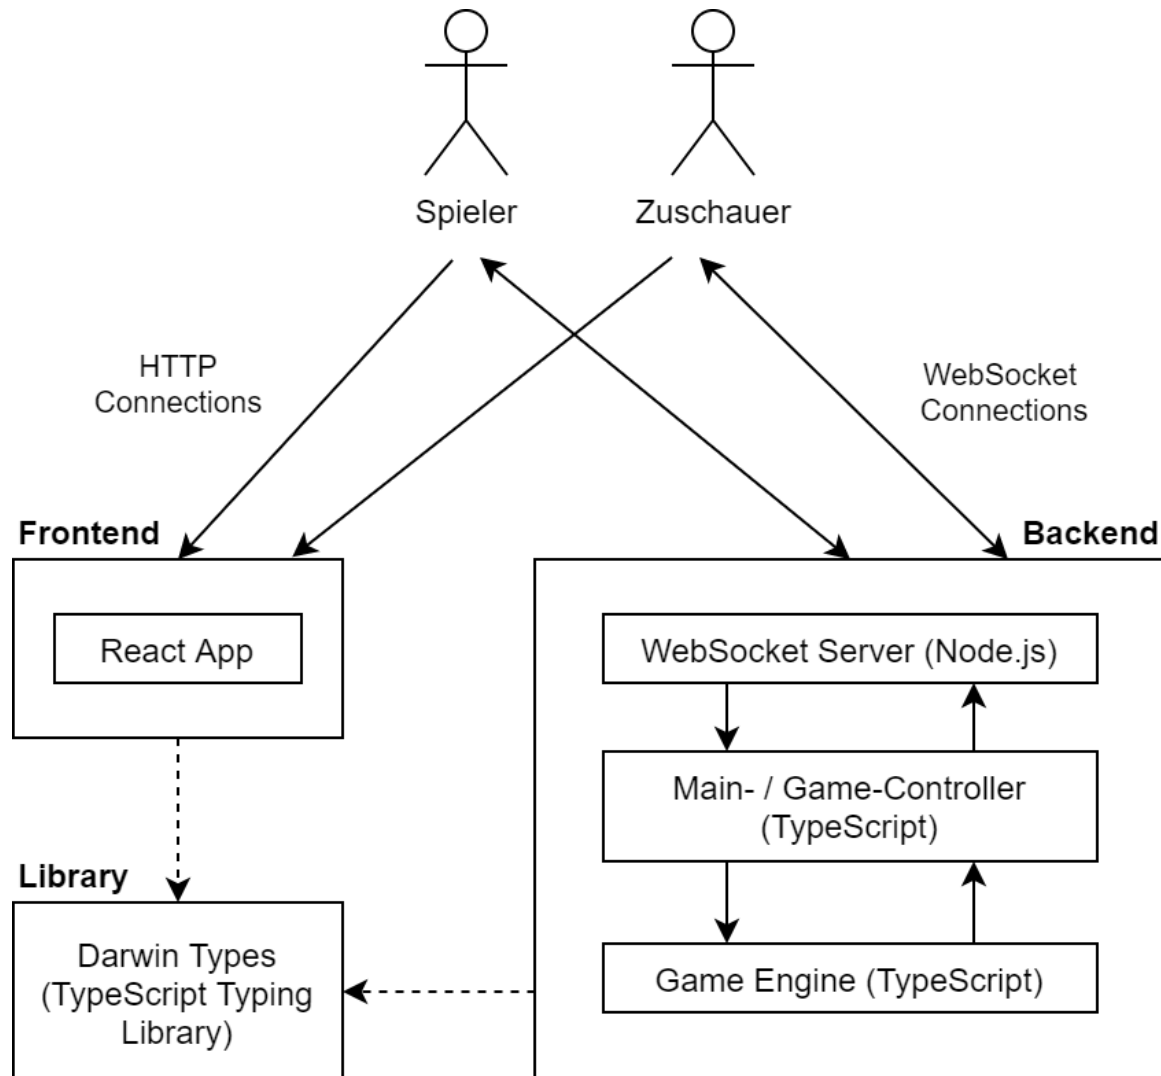 Spieler
Zuschauer
HTTP
Connections
WebSocket
Connections
Frontend
Backend
React App
WebSocket Server (Node.js)
Main- / Game-Controller
(TypeScript)
Library
Darwin Types
(TypeScript Typing
Library)
Game Engine (TypeScript)